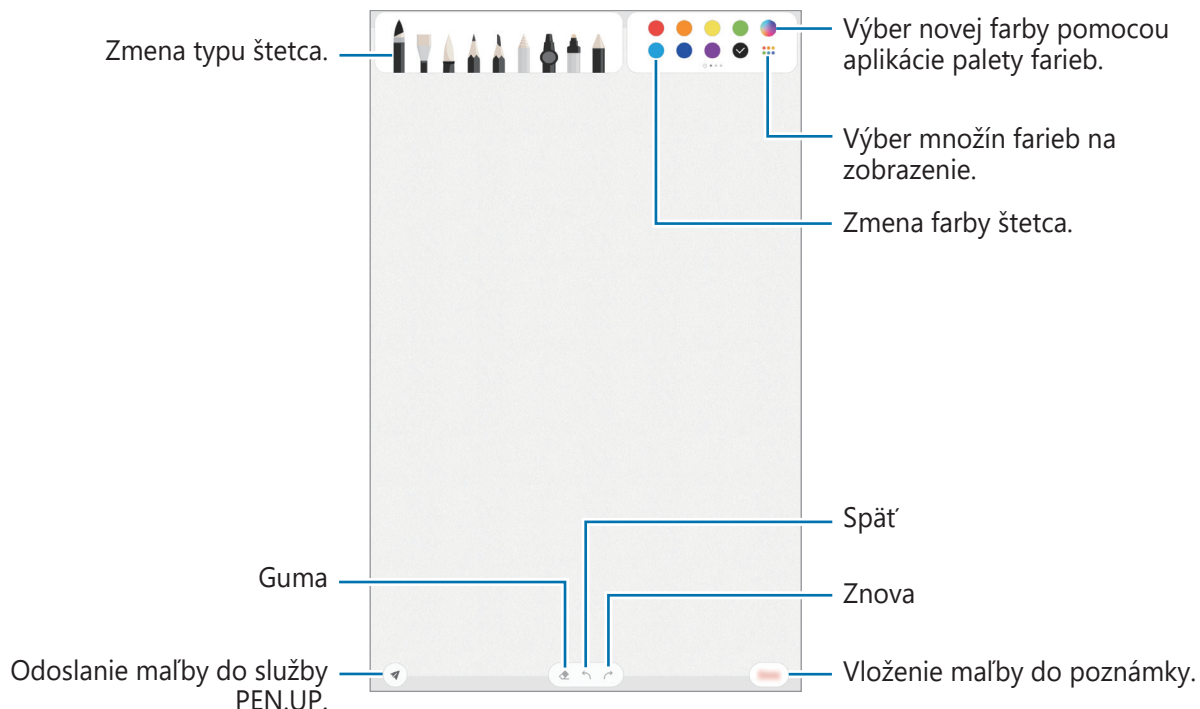 Zmena typu štetca.
Výber novej farby pomocou
aplikácie palety farieb.
Výber množín farieb na
zobrazenie.
Zmena farby štetca.
Späť
Guma
Znova
Odoslanie maľby do služby
PEN.UP.
Vloženie maľby do poznámky.